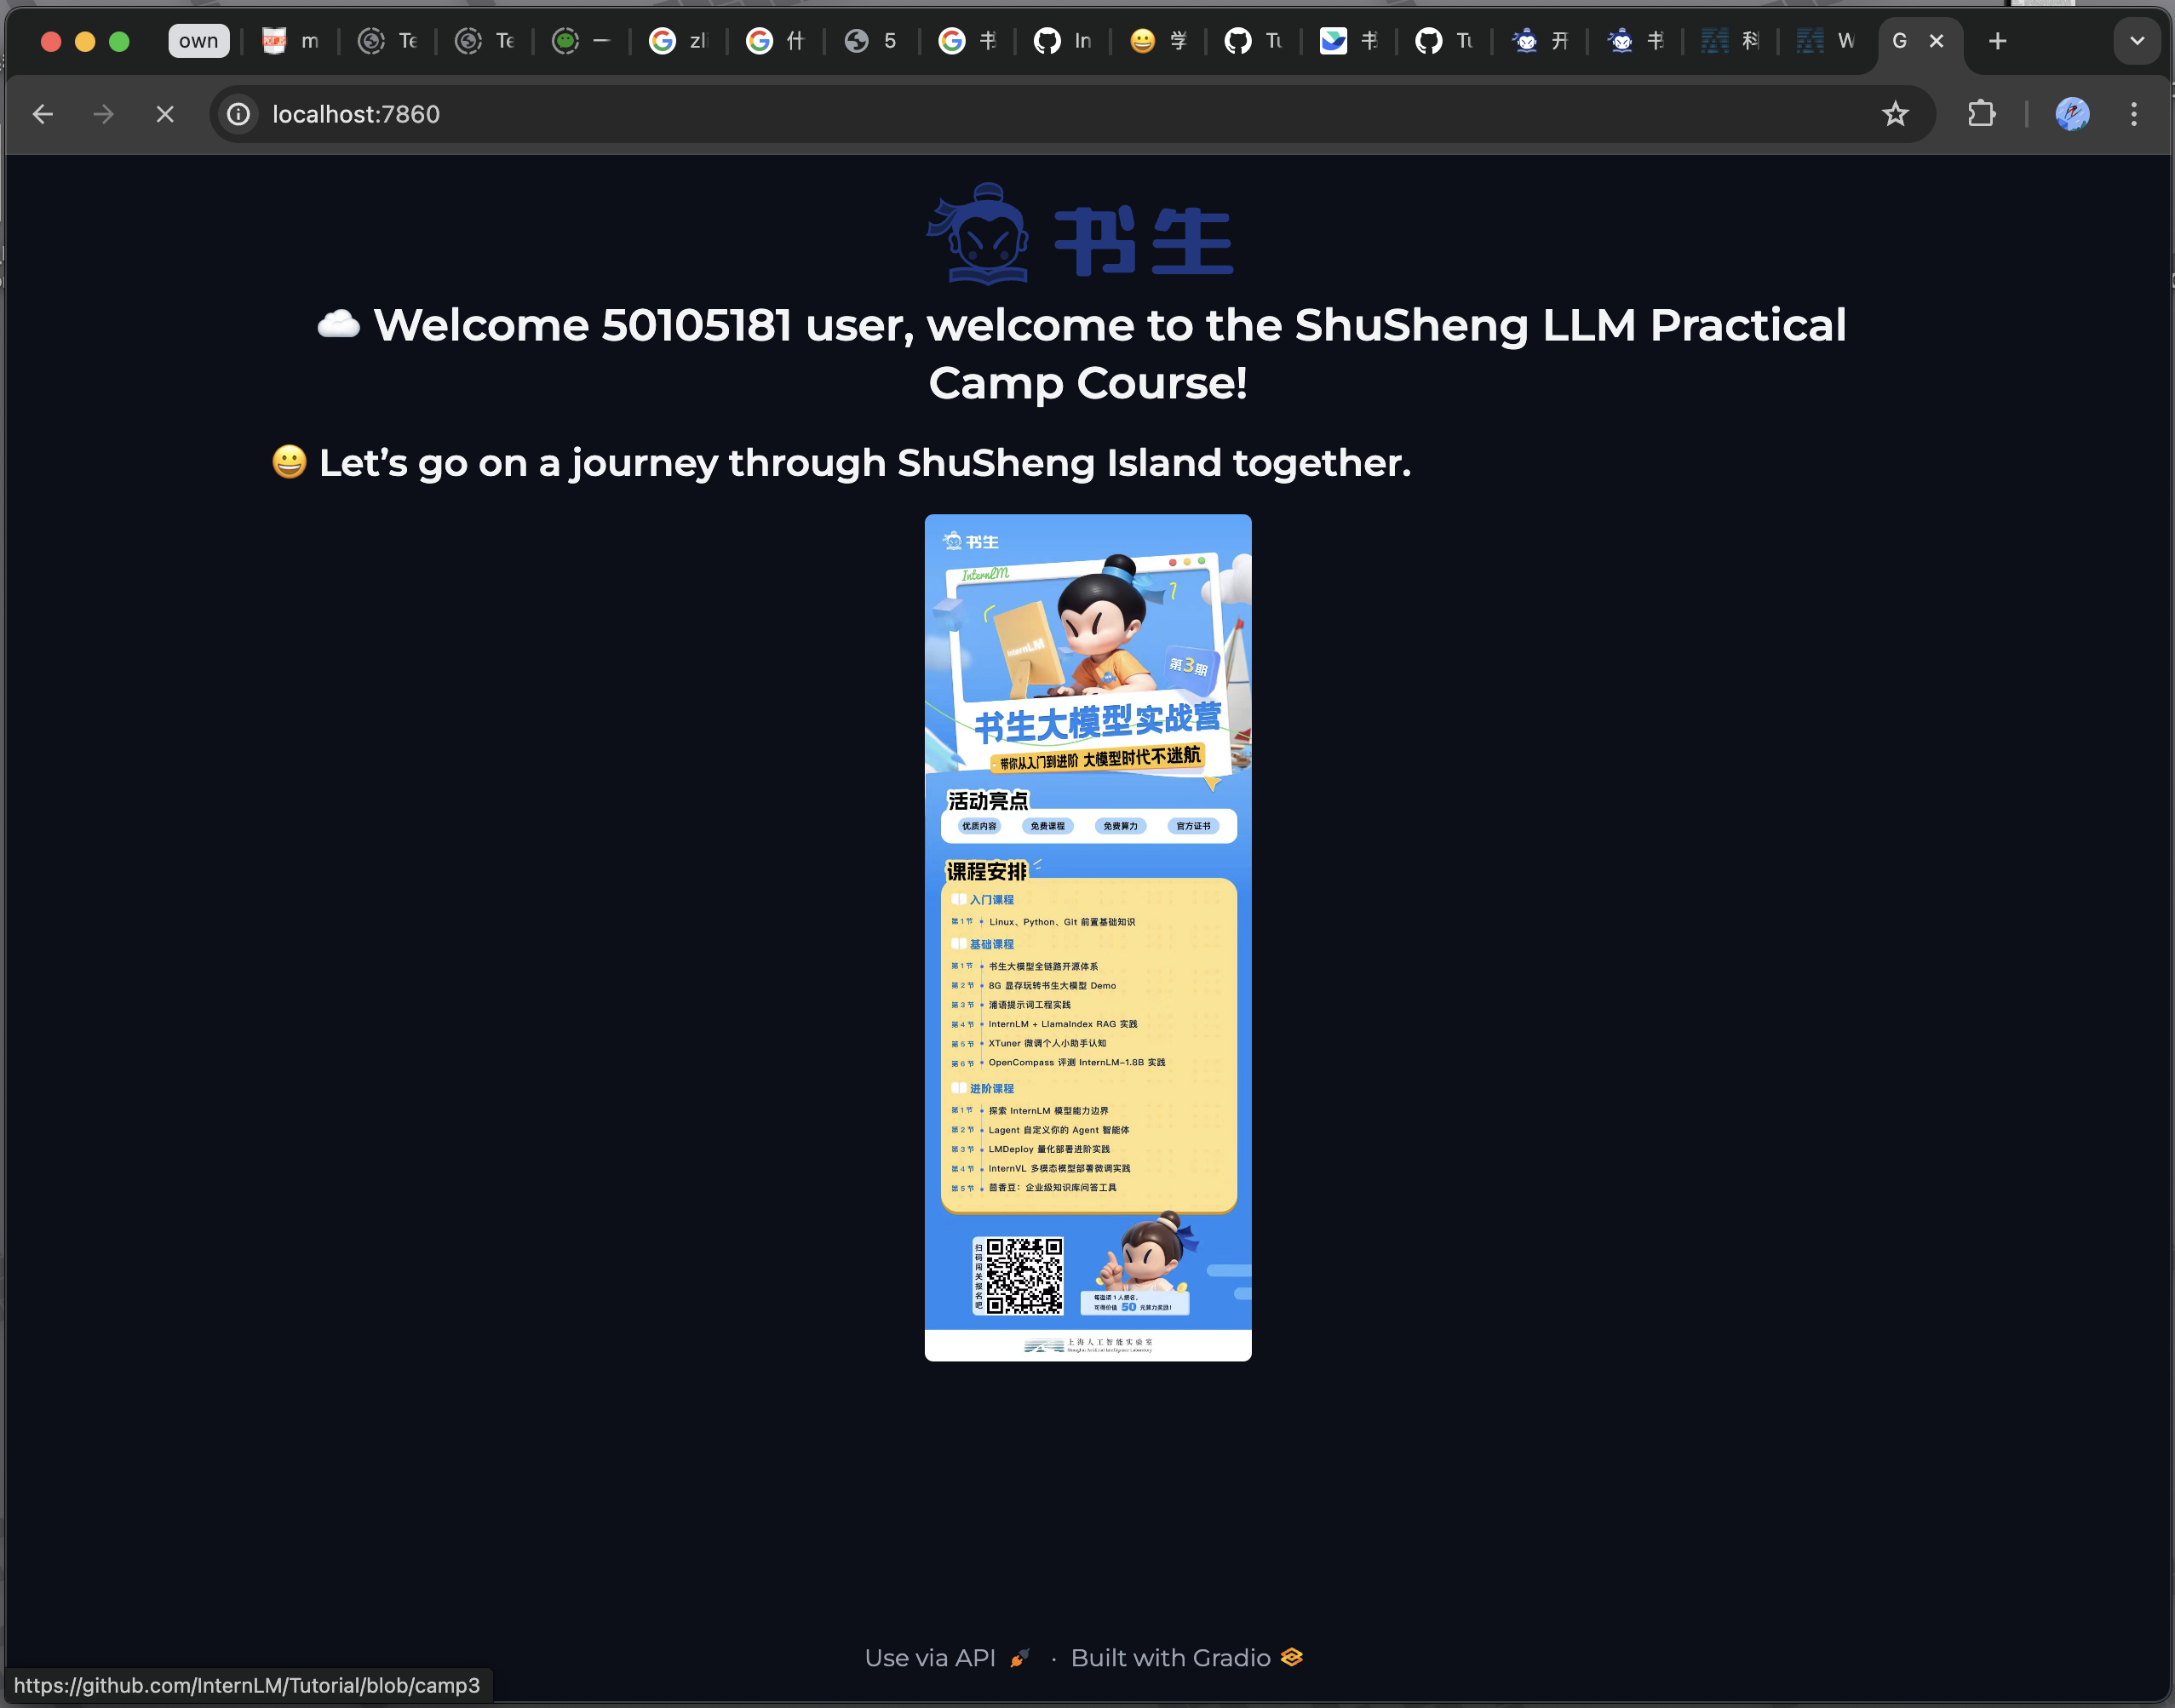 own
m
Te
Te
一
zli
什
5
书
In
学
Tu
书
Tu
开
书
科
W
G
localhost:7860
书生
Welcome 50105181 user, welcome to the ShuSheng LLM Practical
Camp Course!
Let's go on a journey through ShuSheng Island together.
书生
InternLM
InternLM
第3期
书生大模型实战营
带你从入门到进阶 大模型时代不迷航
活动亮点
优质内容 免费课程 免费算力 官方证书
课程安排
入门课程
第1节 Linux、Python、Git 前置基础知识
基础课程
第1节 书生大模型全链路开源体系
第2节 8G 显存玩转书生大模型 Demo
第3节 浦语提示词工程实践
第4节 InternLM + LlamaIndex RAG 实践
第5节 XTuner 微调个人小助手认知
第6节 OpenCompass 评测 InternLM-1.8B 实践
进阶课程
第1节 探索 InternLM 模型能力边界
第2节 Lagent 自定义你的 Agent 智能体
第3节 LMDeploy 量化部署进阶实践
第4节 InternVL 多模态模型部署微调实践
第5节 茴香豆：企业级知识库问答工具
扫码闯关报名吧
每邀请1人报名，
可得价值 50 元算力奖励！
上海人工智能实验室
Shanghai Artificial Intelligence Laboratory
Use via API · Built with Gradio
https://github.com/InternLM/Tutorial/blob/camp3